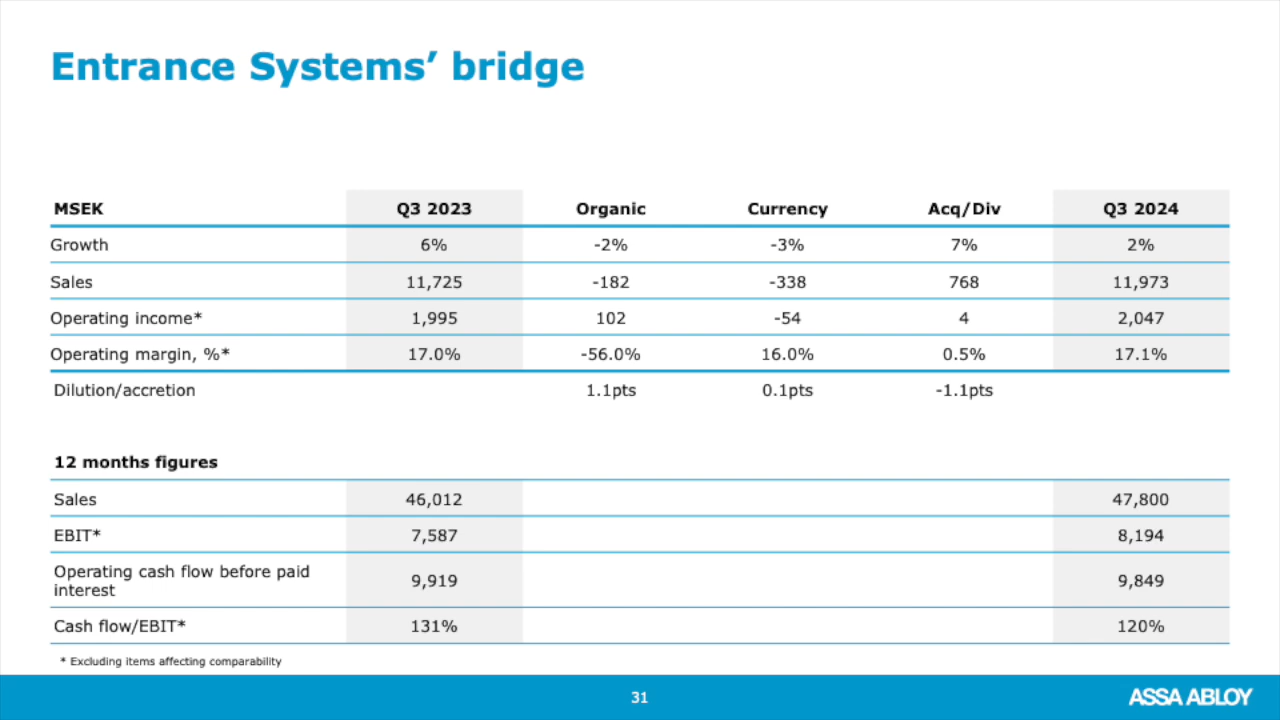 Entrance Systems’ bridge
MSEK Q3 2023 Organic Currency Acq/Div Q3 2024
Growth 6% -2% -3% 7% 2%
Sales 11,725 -182 -338 768 11,973
Operating income* 1,995 102 -54 4 2,047
Operating margin, %* 17.0% -56.0% 16.0% 0.5% 17.1%
Dilution/accretion 1.1pts 0.1pts -1.1pts
12 months figures
Sales 46,012 47,800
EBIT* 7,587 8,194
Operating cash flow before paid
interest 9,919 9,849
Cash flow/EBIT* 131% 120%
* Excluding items affecting comparability
31
ASSA ABLOY